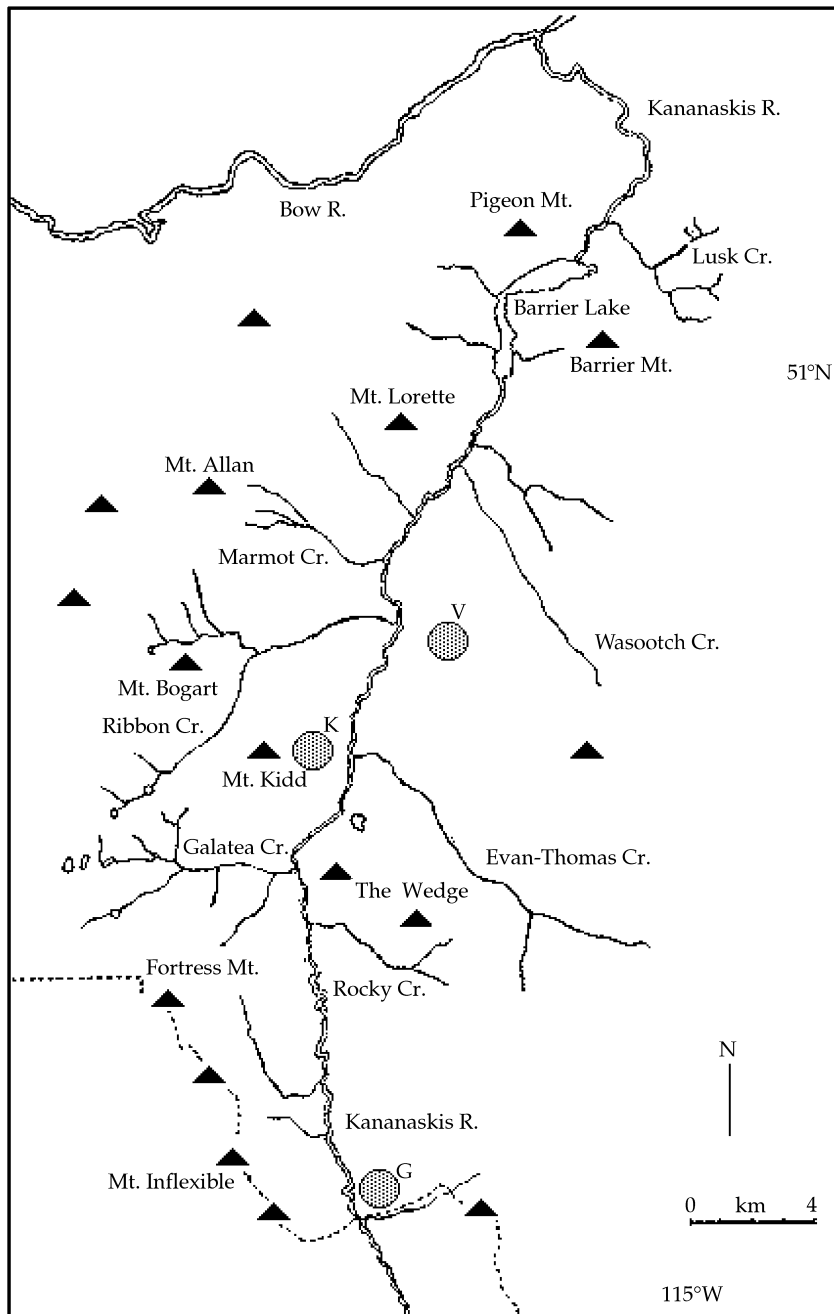 Kananaskis R.
Bow R.
Pigeon Mt.
Lusk Cr.
Barrier Lake
Barrier Mt.
51°N
Mt. Lorette
Mt. Allan
Marmot Cr.
V
Wasootch Cr.
Mt. Bogart
Ribbon Cr.
K
Mt. Kidd
Galatea Cr.
Evan-Thomas Cr.
The Wedge
Fortress Mt.
Rocky Cr.
N
Kananaskis R.
Mt. Inflexible
G
0 km 4
115°W